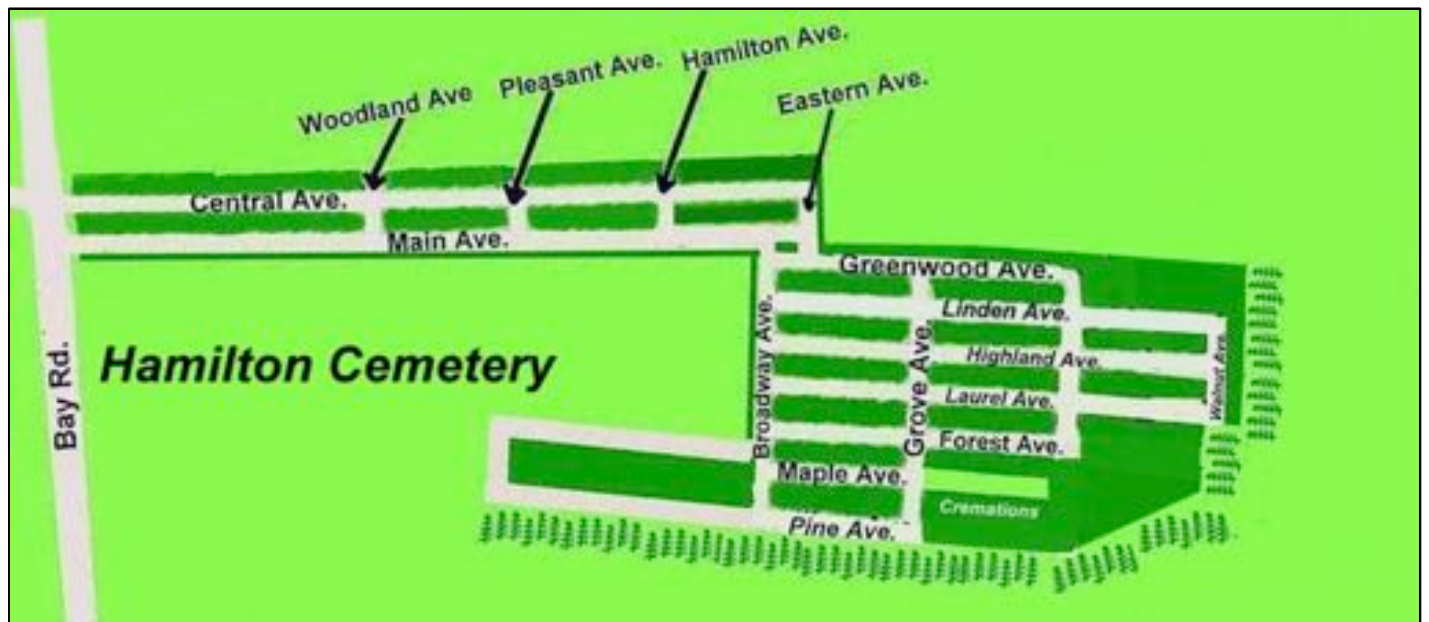 Woodland Ave
Pleasant Ave.
Hamilton Ave.
Eastern Ave.
Central Ave.
Main Ave.
Greenwood Ave.
Linden Ave.
Highland Ave.
Laurel Ave.
Forest Ave.
Walnut Ave.
Grove Ave.
Broadway Ave.
Maple Ave.
Pine Ave.
Cremations
Bay Rd.
Hamilton Cemetery